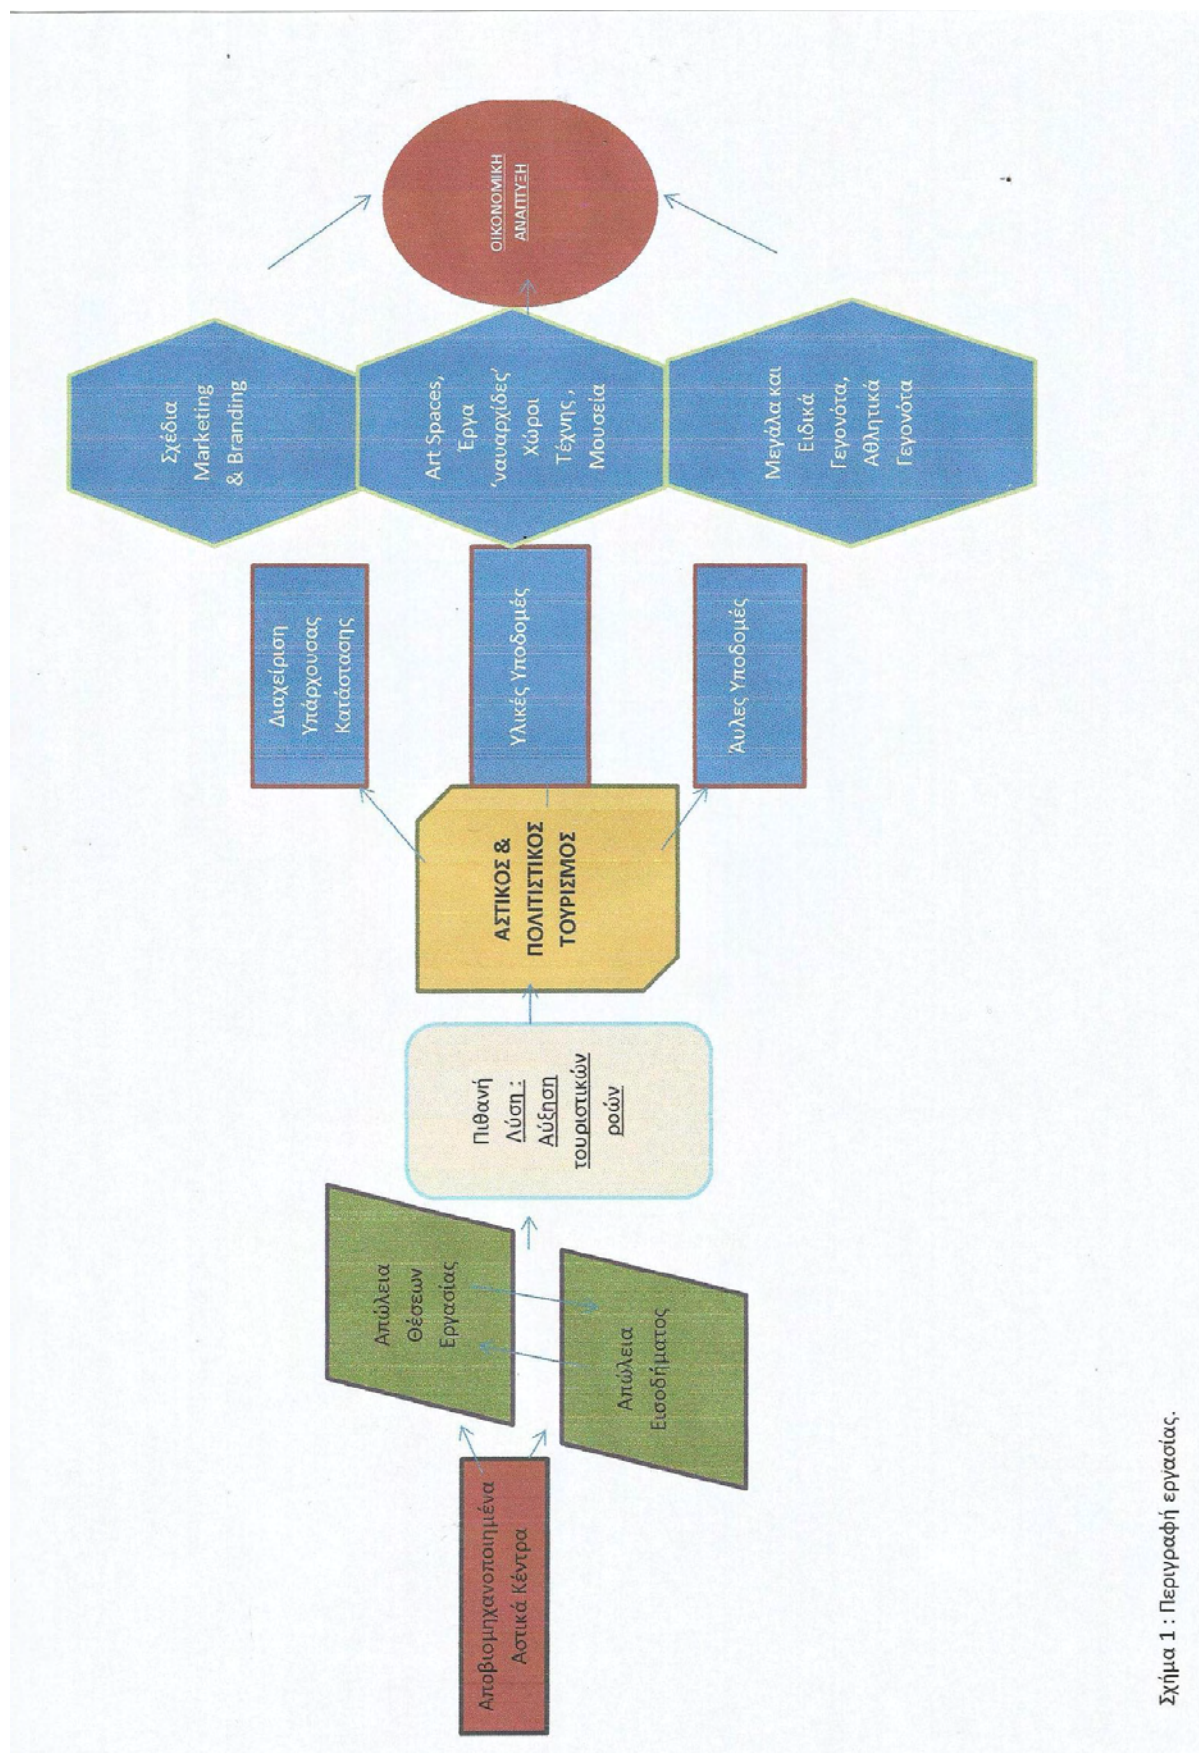 Αποβιομηχανοποιημένα
Αστικά Κέντρα
Απώλεια
Θέσεων
Εργασίας
Απώλεια
Εισοδήματος
Πιθανή
Λύση :
Αύξηση
τουριστικών
ροών
ΑΣΤΙΚΟΣ &
ΠΟΛΙΤΙΣΤΙΚΟΣ
ΤΟΥΡΙΣΜΟΣ
Διαχείριση
Υπάρχουσας
Κατάστασης
Υλικές Υποδομές
Άυλες Υποδομές
Σχέδια
Marketing
& Branding
Art Spaces,
Έργα
‘ναυαρχίδες’
Χώροι
Τέχνης ,
Μουσεία
Μεγάλα και
Ειδικά
Γεγονότα,
Αθλητικά
Γεγονότα
ΟΙΚΟΝΟΜΙΚΗ
ΑΝΑΠΤΥΞΗ
Σχήμα 1 : Περιγραφή εργασίας.